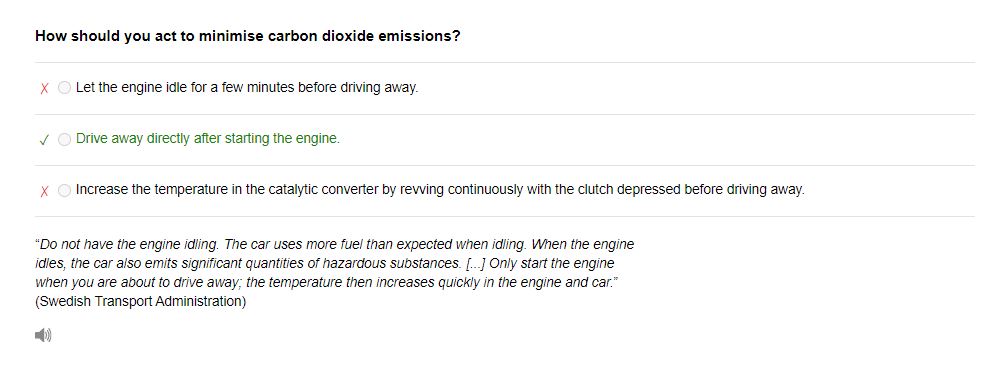 How should you act to minimise carbon dioxide emissions?
X Let the engine idle for a few minutes before driving away.
✓ Drive away directly after starting the engine.
X Increase the temperature in the catalytic converter by revving continuously with the clutch depressed before driving away.
"Do not have the engine idling. The car uses more fuel than expected when idling. When the engine
idles, the car also emits significant quantities of hazardous substances. [...] Only start the engine
when you are about to drive away; the temperature then increases quickly in the engine and car."
(Swedish Transport Administration)